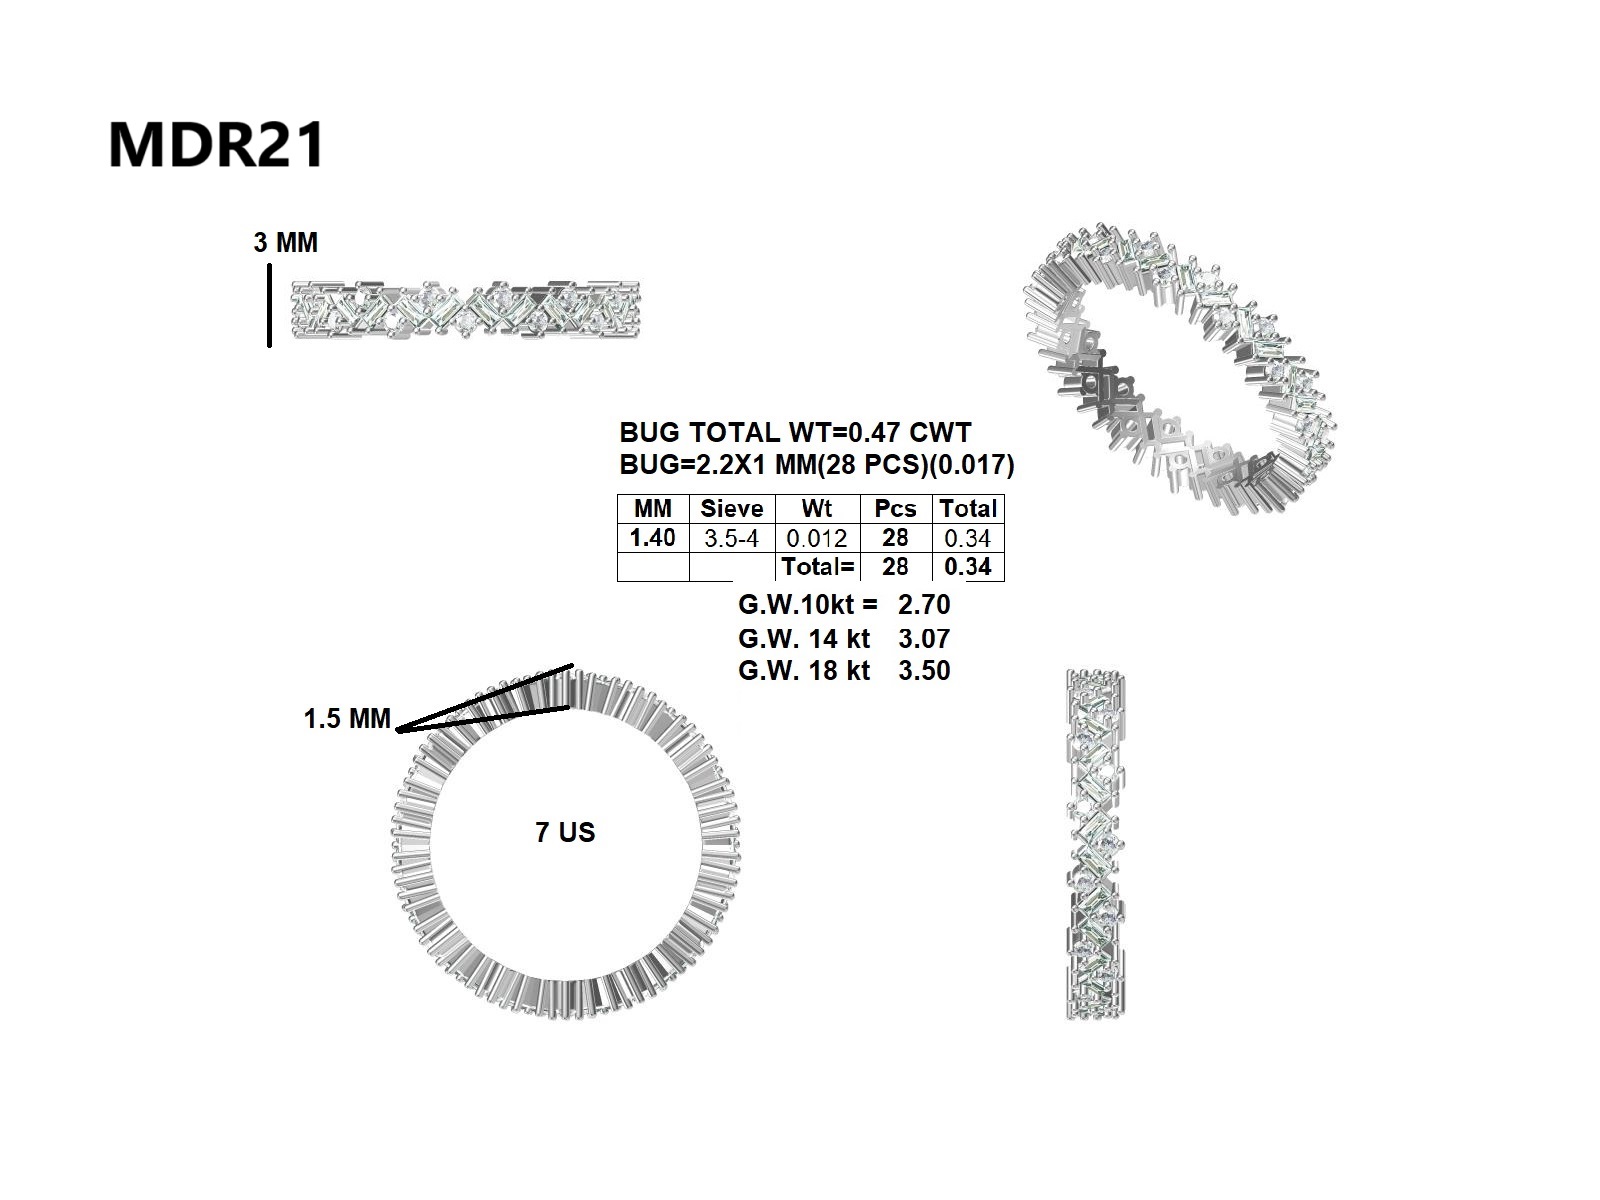 MDR21
3 MM
BUG TOTAL WT=0.47 CWT
BUG=2.2X1 MM(28 PCS)(0.017)
MM Sieve Wt Pcs Total
1.40 3.5-4 0.012 28 0.34
Total= 28 0.34
G.W.10kt = 2.70
G.W. 14 kt 3.07
G.W. 18 kt 3.50
1.5 MM
7 US